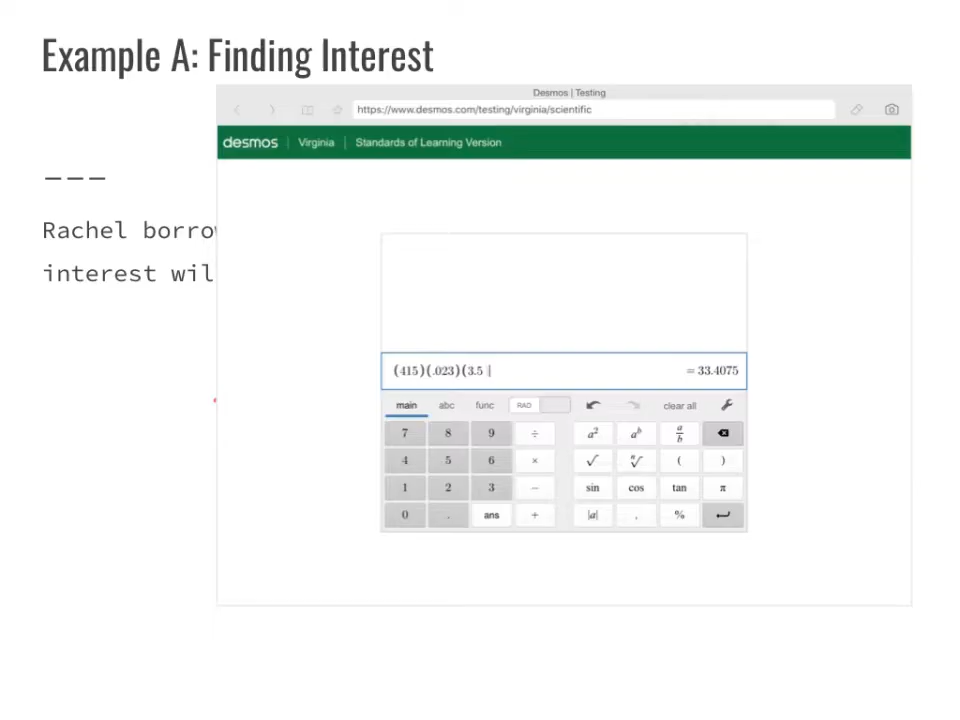 Example A: Finding Interest
Desmos | Testing
https://www.desmos.com/testing/virginia/scientific
desmos | Virginia | Standards of Learning Version
Rachel
interest
(415)(.023)(3.5 = 33.4075
main abc func RAD clear all
7 8 9 ÷ a² aᵇ a/b
4 5 6 × √ ⁿ√ ( )
1 2 3 − sin cos tan π
0 . ans + |a| , %